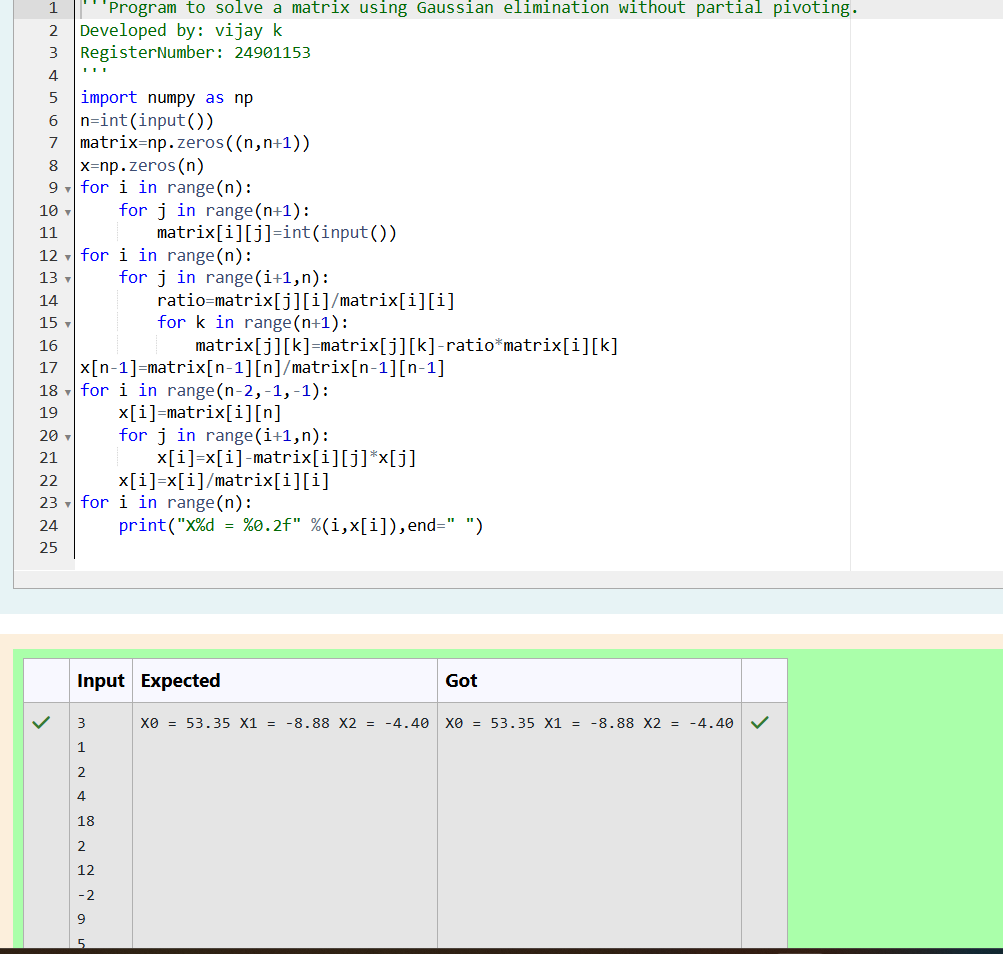 1 '''Program to solve a matrix using Gaussian elimination without partial pivoting.
2 Developed by: vijay k
3 RegisterNumber: 24901153
4 '''
5 import numpy as np
6 n=int(input())
7 matrix=np.zeros((n,n+1))
8 x=np.zeros(n)
9 for i in range(n):
10     for j in range(n+1):
11         matrix[i][j]=int(input())
12 for i in range(n):
13     for j in range(i+1,n):
14         ratio=matrix[j][i]/matrix[i][i]
15         for k in range(n+1):
16             matrix[j][k]=matrix[j][k]-ratio*matrix[i][k]
17 x[n-1]=matrix[n-1][n]/matrix[n-1][n-1]
18 for i in range(n-2,-1,-1):
19     x[i]=matrix[i][n]
20     for j in range(i+1,n):
21         x[i]=x[i]-matrix[i][j]*x[j]
22     x[i]=x[i]/matrix[i][i]
23 for i in range(n):
24     print("X%d = %0.2f" %(i,x[i]),end=" ")
25
Input Expected Got
3 X0 = 53.35 X1 = -8.88 X2 = -4.40 X0 = 53.35 X1 = -8.88 X2 = -4.40
1
2
4
18
2
12
-2
9
5